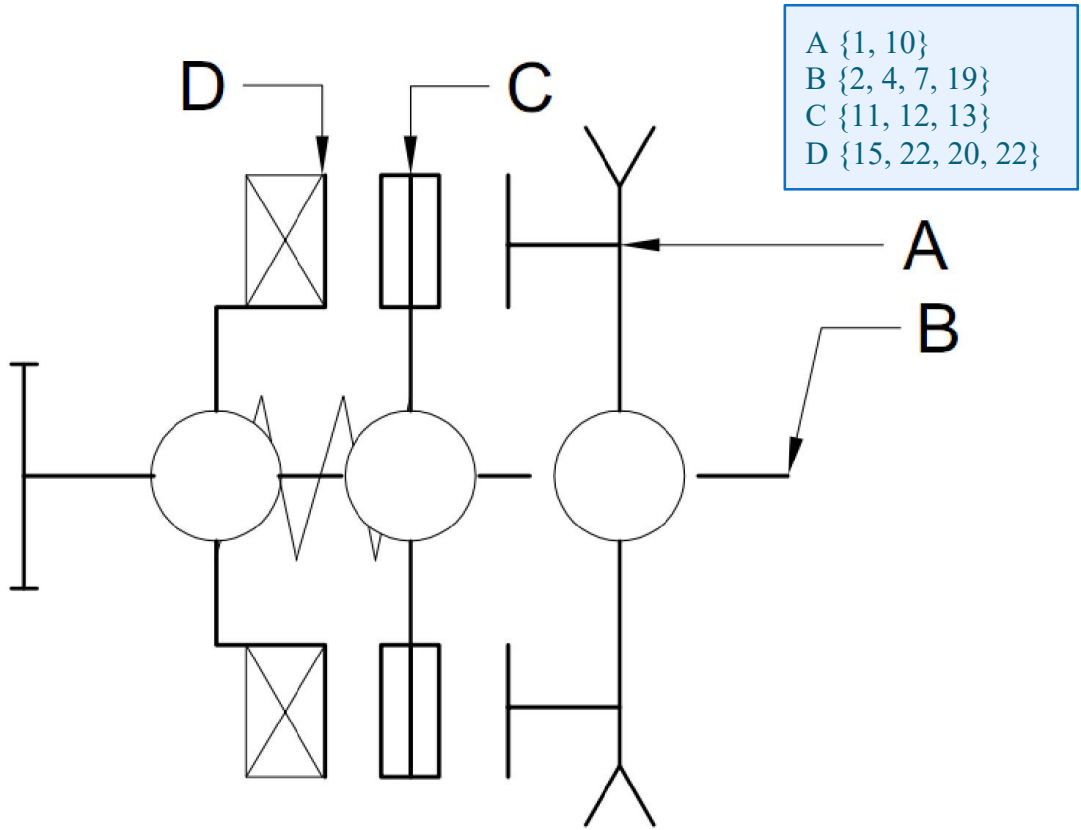 A {1, 10}
B {2, 4, 7, 19}
C {11, 12, 13}
D {15, 22, 20, 22}
D
C
A
B